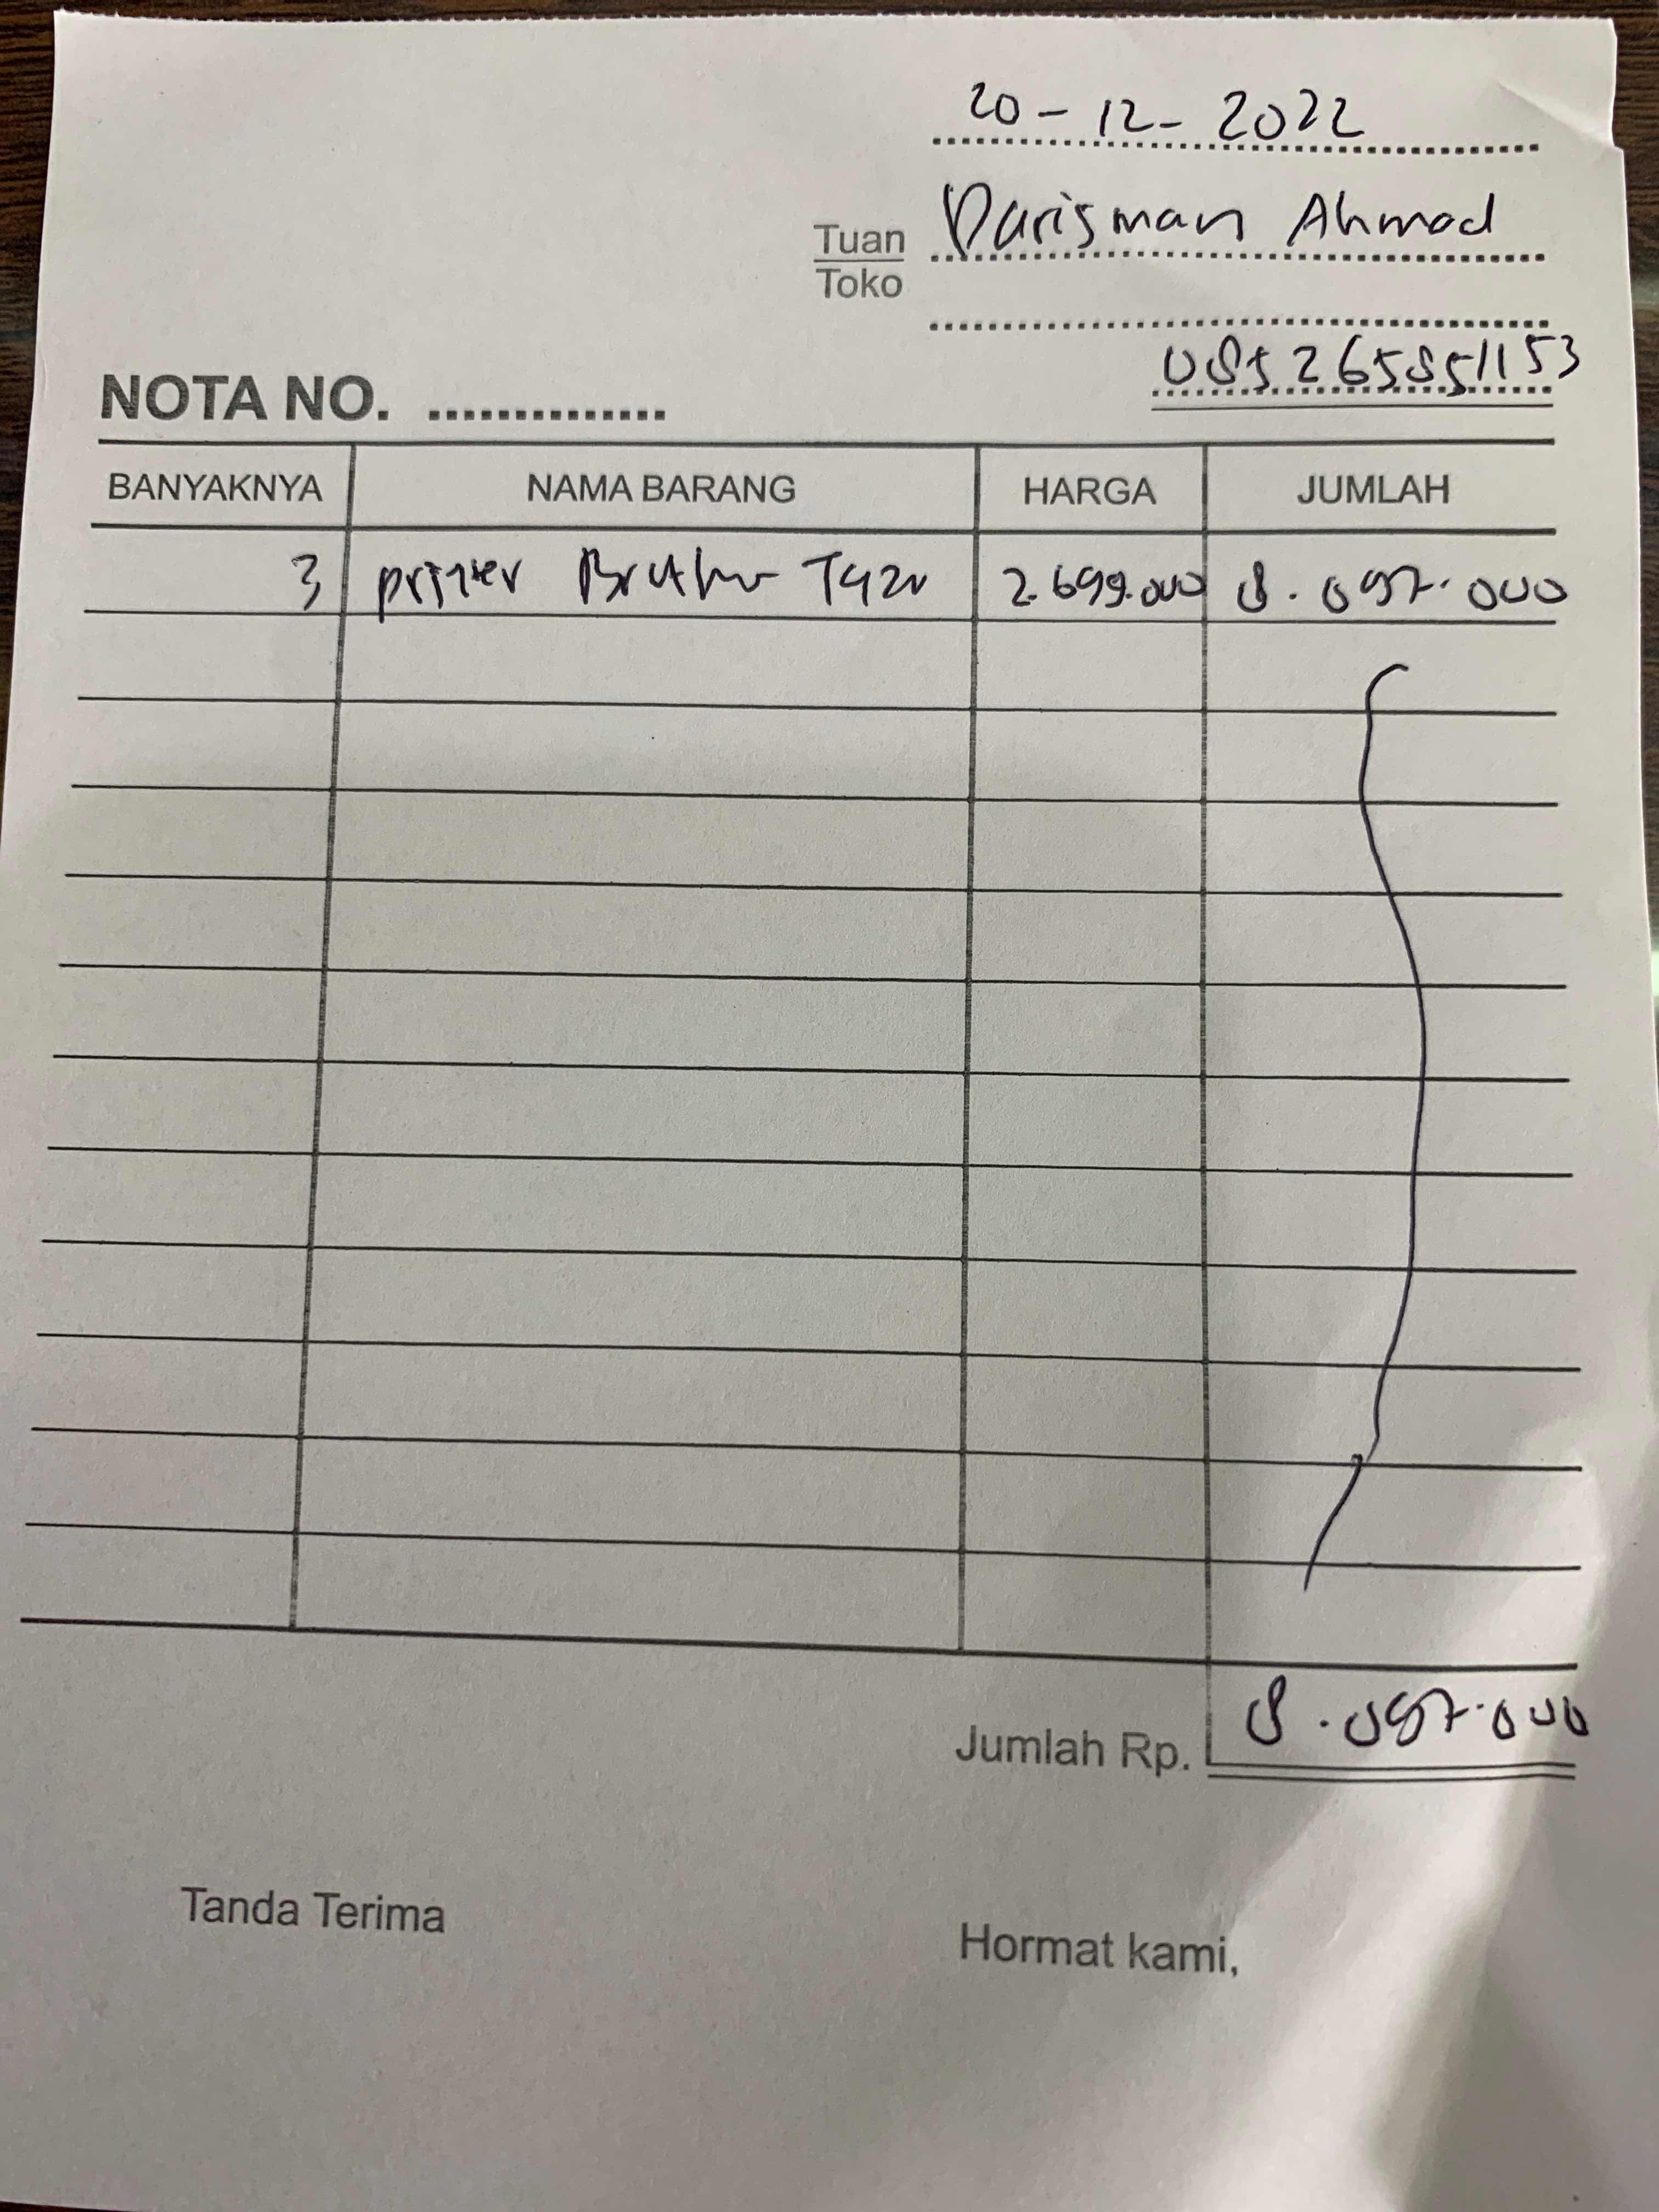 20-12-2022
Tuan Darisman Ahmad
Toko
085265851153
NOTA NO. ..............
BANYAKNYA NAMA BARANG HARGA JUMLAH
3 printer Brother T420 2.699.000 8.097.000
Jumlah Rp. 8.097.000
Tanda Terima
Hormat kami,